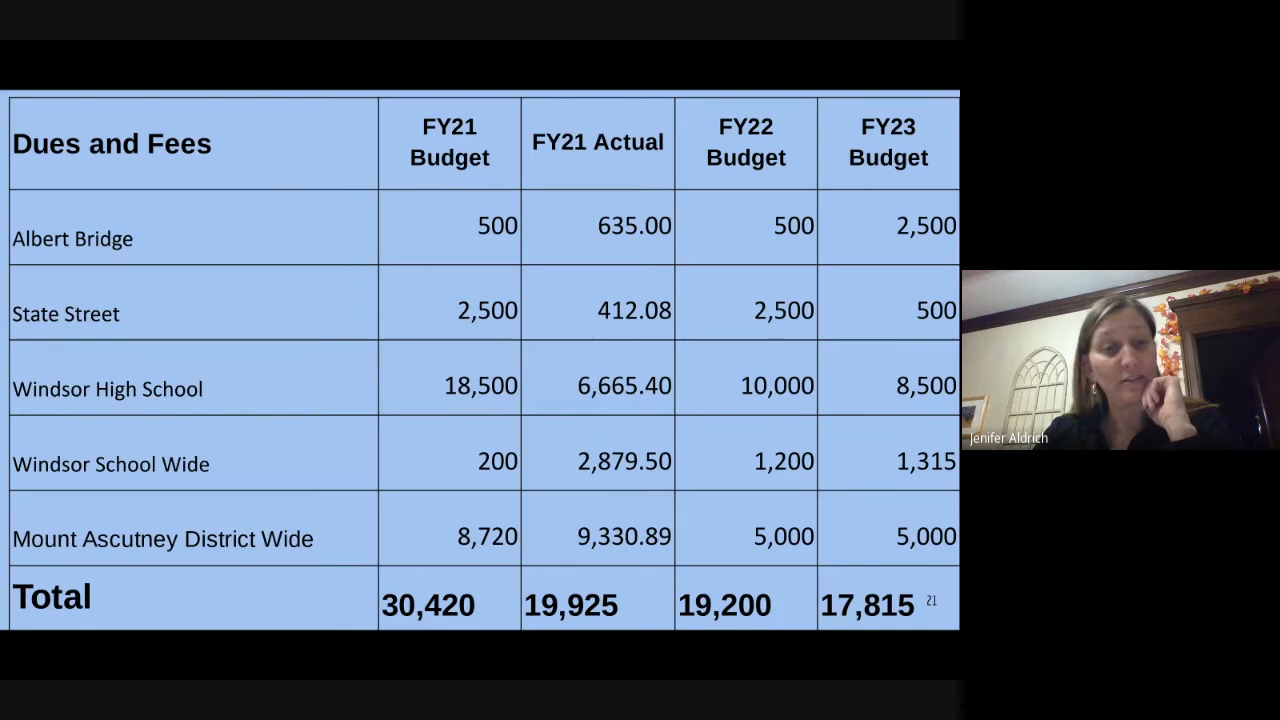 Dues and Fees
FY21
Budget
FY21 Actual
FY22
Budget
FY23
Budget
Albert Bridge 500 635.00 500 2,500
State Street 2,500 412.08 2,500 500
Windsor High School 18,500 6,665.40 10,000 8,500
Windsor School Wide 200 2,879.50 1,200 1,315
Mount Ascutney District Wide 8,720 9,330.89 5,000 5,000
Total 30,420 19,925 19,200 17,815 21
Jenifer Aldrich